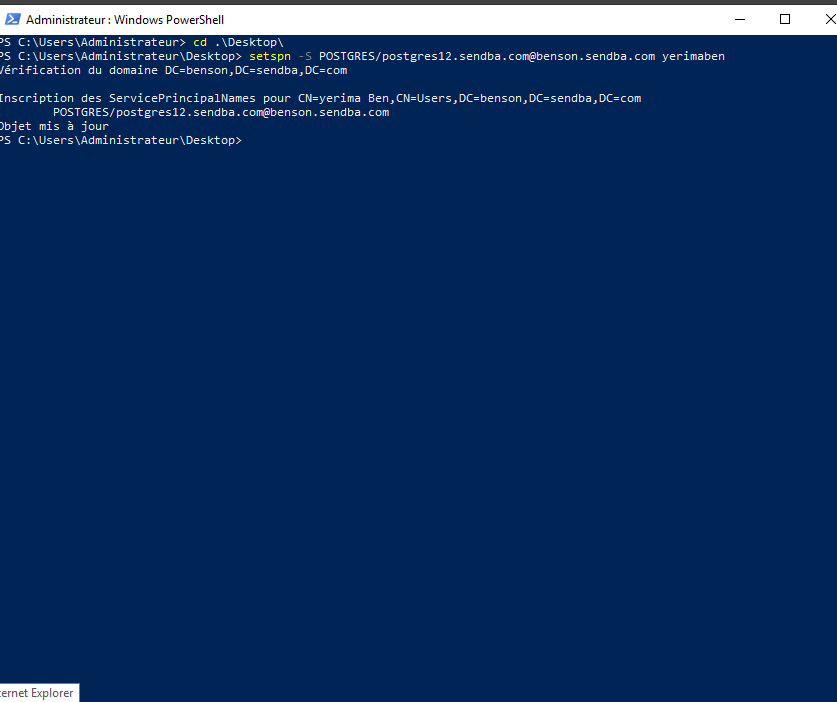 Administrateur : Windows PowerShell
PS C:\Users\Administrateur> cd .\Desktop\
PS C:\Users\Administrateur\Desktop> setspn -S POSTGRES/postgres12.sendba.com@benson.sendba.com yerimaben
Vérification du domaine DC=benson,DC=sendba,DC=com
Inscription des ServicePrincipalNames pour CN=yerima Ben,CN=Users,DC=benson,DC=sendba,DC=com
POSTGRES/postgres12.sendba.com@benson.sendba.com
Objet mis à jour
PS C:\Users\Administrateur\Desktop>
ternet Explorer